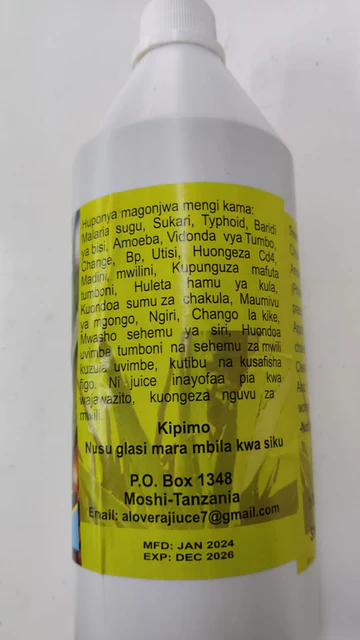 Huponya magonjwa mengi kama:
Malaria sugu, Sukari, Typhoid, Baridi
ya bisi, Amoeba, Vidonda vya Tumbo,
Change, Bp, Utisi, Huongeza Cd4,
Madini mwilini, Kupunguza mafuta
tumboni, Huleta hamu ya kula,
Kuondoa sumu za chakula, Maumivu
ya mgongo, Ngiri, Chango la kike,
Mwasho sehemu ya siri, Huondoa
uvimbe tumboni na sehemu za mwili
kuzuia uvimbe, kutibu na kusafisha
figo. Ni juice inayofaa pia kwa
wajawazito, kuongeza nguvu za
mwili.
Kipimo
Nusu glasi mara mbila kwa siku
P.O. Box 1348
Moshi-Tanzania
Email: aloverajiuce7@gmail.com
MFD: JAN 2024
EXP: DEC 2026